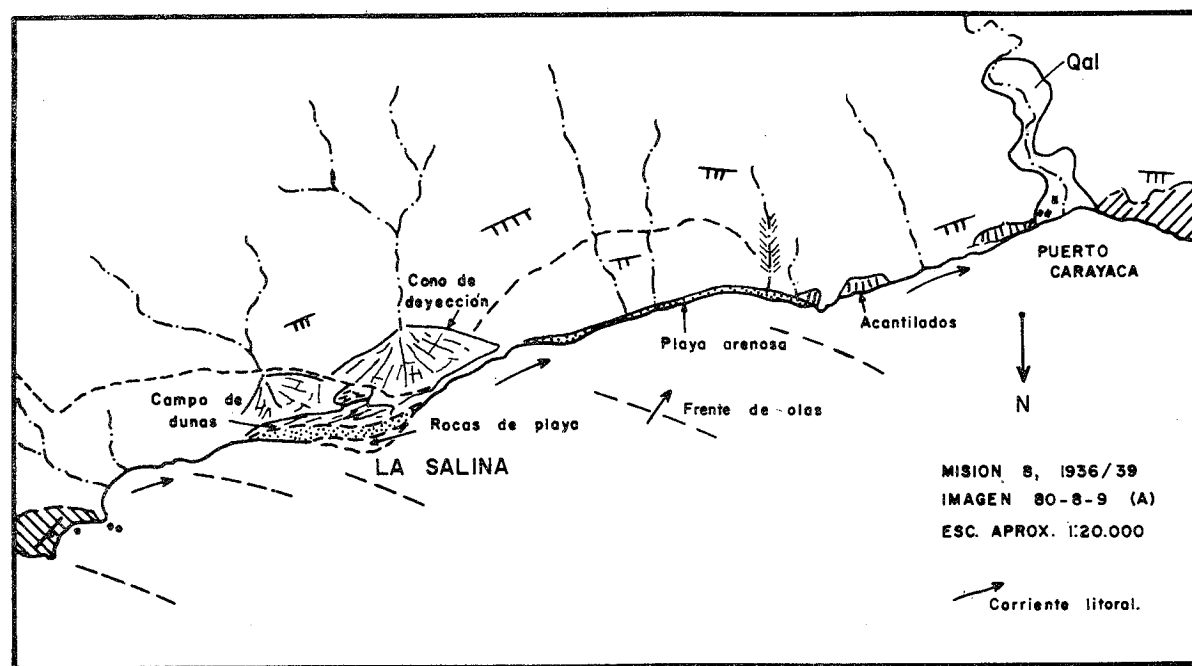 Qal
Cono de
deyección
PUERTO
CARAYACA
Acantilados
Playa arenosa
Campo de
dunas
Frente de olas
N
Rocas de playa
LA SALINA
MISION 8, 1936/39
IMAGEN 80-8-9 (A)
ESC. APROX. 1:20.000
Corriente litoral.